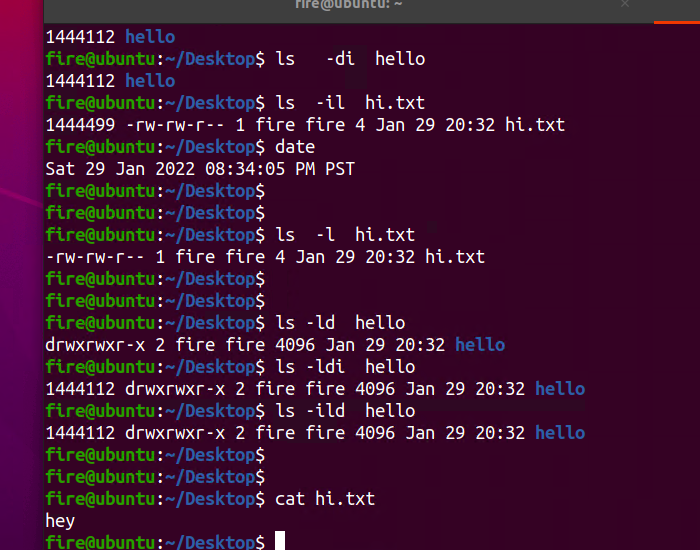 fire@ubuntu: ~
1444112 hello
fire@ubuntu:~/Desktop$ ls   -di  hello
1444112 hello
fire@ubuntu:~/Desktop$ ls  -il  hi.txt
1444499 -rw-rw-r-- 1 fire fire 4 Jan 29 20:32 hi.txt
fire@ubuntu:~/Desktop$ date
Sat 29 Jan 2022 08:34:05 PM PST
fire@ubuntu:~/Desktop$
fire@ubuntu:~/Desktop$
fire@ubuntu:~/Desktop$ ls  -l  hi.txt
-rw-rw-r-- 1 fire fire 4 Jan 29 20:32 hi.txt
fire@ubuntu:~/Desktop$
fire@ubuntu:~/Desktop$
fire@ubuntu:~/Desktop$ ls -ld  hello
drwxrwxr-x 2 fire fire 4096 Jan 29 20:32 hello
fire@ubuntu:~/Desktop$ ls -ldi  hello
1444112 drwxrwxr-x 2 fire fire 4096 Jan 29 20:32 hello
fire@ubuntu:~/Desktop$ ls -ild  hello
1444112 drwxrwxr-x 2 fire fire 4096 Jan 29 20:32 hello
fire@ubuntu:~/Desktop$
fire@ubuntu:~/Desktop$
fire@ubuntu:~/Desktop$ cat hi.txt
hey
fire@ubuntu:~/Desktop$